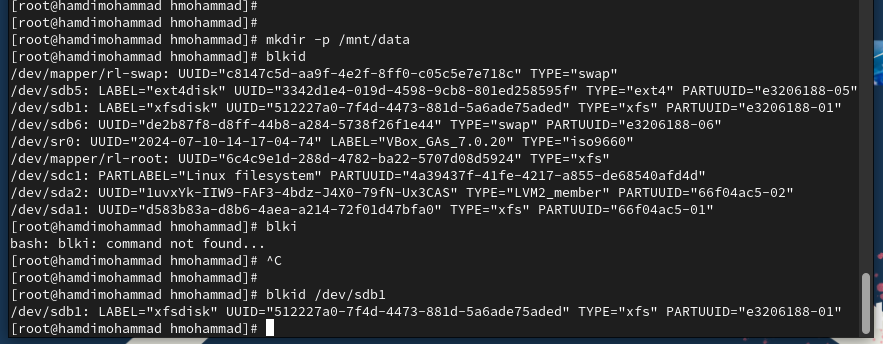 [root@hamdimohammad hmohammad]#
[root@hamdimohammad hmohammad]#
[root@hamdimohammad hmohammad]# mkdir -p /mnt/data
[root@hamdimohammad hmohammad]# blkid
/dev/mapper/rl-swap: UUID="c8147c5d-aa9f-4e2f-8ff0-c05c5e7e718c" TYPE="swap"
/dev/sdb5: LABEL="ext4disk" UUID="3342d1e4-019d-4598-9cb8-801ed258595f" TYPE="ext4" PARTUUID="e3206188-05"
/dev/sdb1: LABEL="xfsdisk" UUID="512227a0-7f4d-4473-881d-5a6ade75aded" TYPE="xfs" PARTUUID="e3206188-01"
/dev/sdb6: UUID="de2b87f8-d8ff-44b8-a284-5738f26f1e44" TYPE="swap" PARTUUID="e3206188-06"
/dev/sr0: UUID="2024-07-10-14-17-04-74" LABEL="VBox_GAs_7.0.20" TYPE="iso9660"
/dev/mapper/rl-root: UUID="6c4c9e1d-288d-4782-ba22-5707d08d5924" TYPE="xfs"
/dev/sdc1: PARTLABEL="Linux filesystem" PARTUUID="4a39437f-41fe-4217-a855-de68540afd4d"
/dev/sda2: UUID="1uvxYk-IIW9-FAF3-4bdz-J4X0-79fN-Ux3CAS" TYPE="LVM2_member" PARTUUID="66f04ac5-02"
/dev/sda1: UUID="d583b83a-d8b6-4aea-a214-72f01d47bfa0" TYPE="xfs" PARTUUID="66f04ac5-01"
[root@hamdimohammad hmohammad]# blki
bash: blki: command not found...
[root@hamdimohammad hmohammad]# ^C
[root@hamdimohammad hmohammad]#
[root@hamdimohammad hmohammad]# blkid /dev/sdb1
/dev/sdb1: LABEL="xfsdisk" UUID="512227a0-7f4d-4473-881d-5a6ade75aded" TYPE="xfs" PARTUUID="e3206188-01"
[root@hamdimohammad hmohammad]#